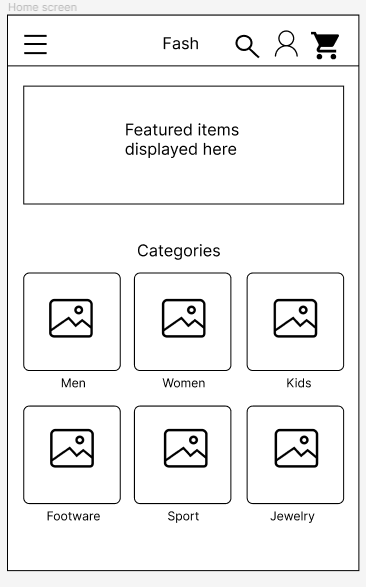 Home screen
Fash
Featured items
displayed here
Categories
Men
Women
Kids
Footware
Sport
Jewelry